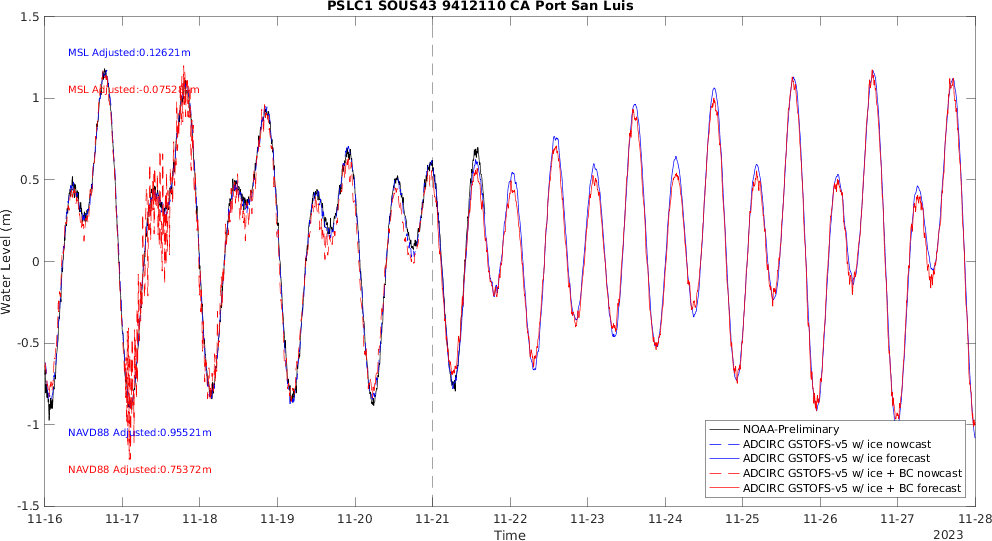 PSLC1 SOUS43 9412110 CA Port San Luis
1.5
MSL Adjusted:0.12621m
MSL Adjusted:-0.0752
m
1
0.5
Water Level (m)
0
-0.5
-1
NAVD88 Adjusted:0.95521m
NAVD88 Adjusted:0.75372m
-1.5
NOAA-Preliminary
ADCIRC GSTOFS-v5 w/ ice nowcast
ADCIRC GSTOFS-v5 w/ ice forecast
ADCIRC GSTOFS-v5 w/ ice + BC nowcast
ADCIRC GSTOFS-v5 w/ ice + BC forecast
11-16 11-17 11-18 11-19 11-20 11-21 11-22 11-23 11-24 11-25 11-26 11-27 11-28
Time
2023